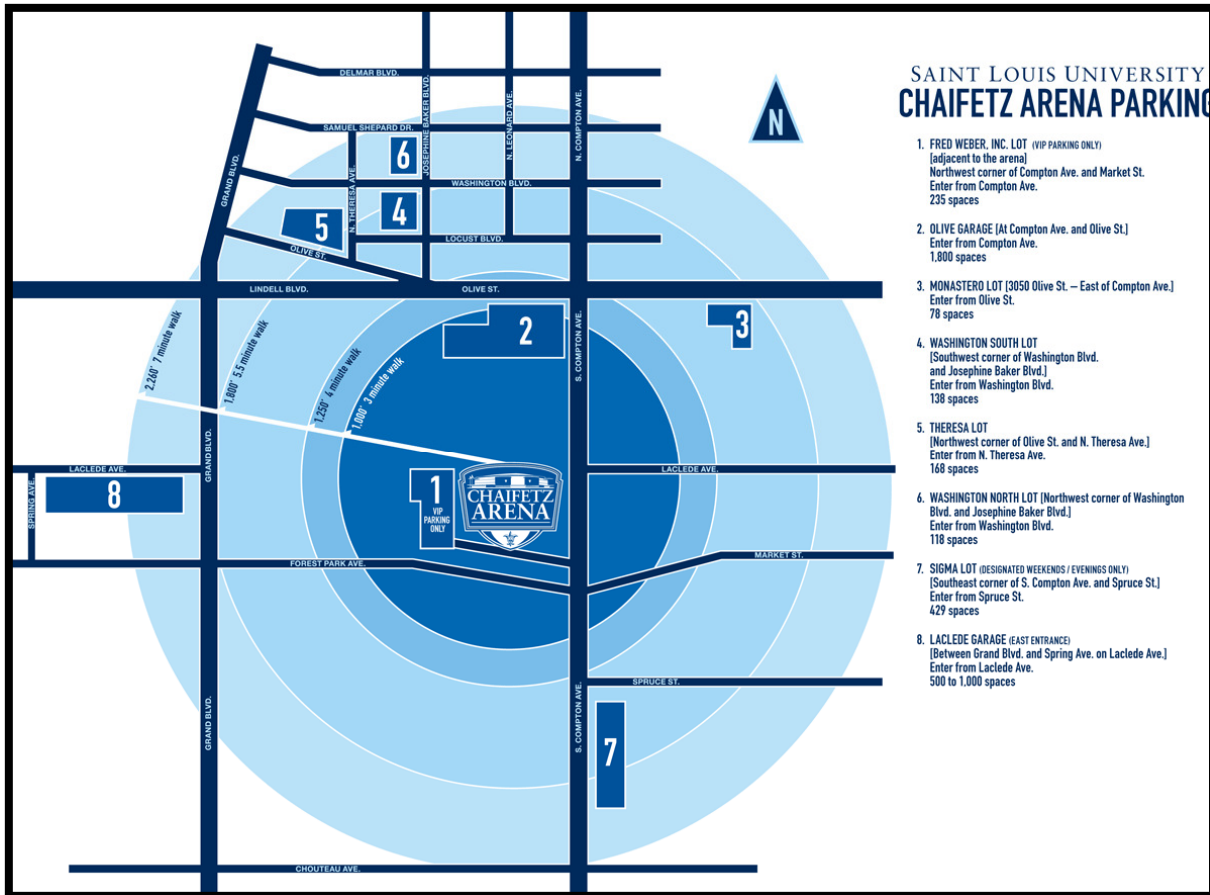 DELMAR BLVD.
SAMUEL SHEPARD DR.
JOSEPHINE BAKER BLVD.
N. LEONARD AVE.
N. COMPTON AVE.
N
GRAND BLVD.
N. THERESA AVE.
6
WASHINGTON BLVD.
4
5
LOCUST BLVD.
OLIVE ST.
LINDELL BLVD.
OLIVE ST.
2
3
S. COMPTON AVE.
2,260' 7 minute walk
1,800' 5.5 minute walk
1,250' 4 minute walk
1,000' 3 minute walk
GRAND BLVD.
LACLEDE AVE.
LACLEDE AVE.
SPRING AVE.
8
1
VIP
PARKING
ONLY
CHAIFETZ
ARENA
FOREST PARK AVE.
MARKET ST.
SPRUCE ST.
GRAND BLVD.
S. COMPTON AVE.
7
CHOUTEAU AVE.
SAINT LOUIS UNIVERSITY
CHAIFETZ ARENA PARKING
1. FRED WEBER, INC. LOT (VIP PARKING ONLY)
[adjacent to the arena]
Northwest corner of Compton Ave. and Market St.
Enter from Compton Ave.
235 spaces
2. OLIVE GARAGE [At Compton Ave. and Olive St.]
Enter from Compton Ave.
1,800 spaces
3. MONASTERO LOT [3050 Olive St. – East of Compton Ave.]
Enter from Olive St.
78 spaces
4. WASHINGTON SOUTH LOT
[Southwest corner of Washington Blvd.
and Josephine Baker Blvd.]
Enter from Washington Blvd.
138 spaces
5. THERESA LOT
[Northwest corner of Olive St. and N. Theresa Ave.]
Enter from N. Theresa Ave.
168 spaces
6. WASHINGTON NORTH LOT [Northwest corner of Washington
Blvd. and Josephine Baker Blvd.]
Enter from Washington Blvd.
118 spaces
7. SIGMA LOT (DESIGNATED WEEKENDS / EVENINGS ONLY)
[Southeast corner of S. Compton Ave. and Spruce St.]
Enter from Spruce St.
429 spaces
8. LACLEDE GARAGE (EAST ENTRANCE)
[Between Grand Blvd. and Spring Ave. on Laclede Ave.]
Enter from Laclede Ave.
500 to 1,000 spaces